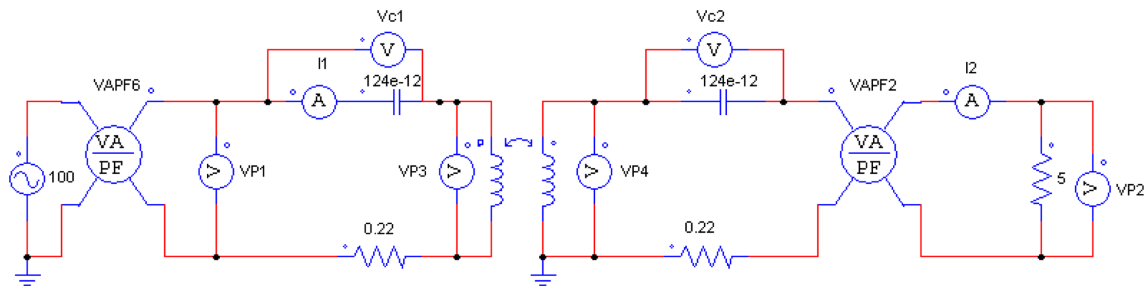 Vc1
Vc2
V
V
I1
I2
VAPF6
124e-12
124e-12
VAPF2
A
A
VA
PF
VA
PF
100
V
VP1
VP3
V
V
VP4
5
V
VP2
0.22
0.22